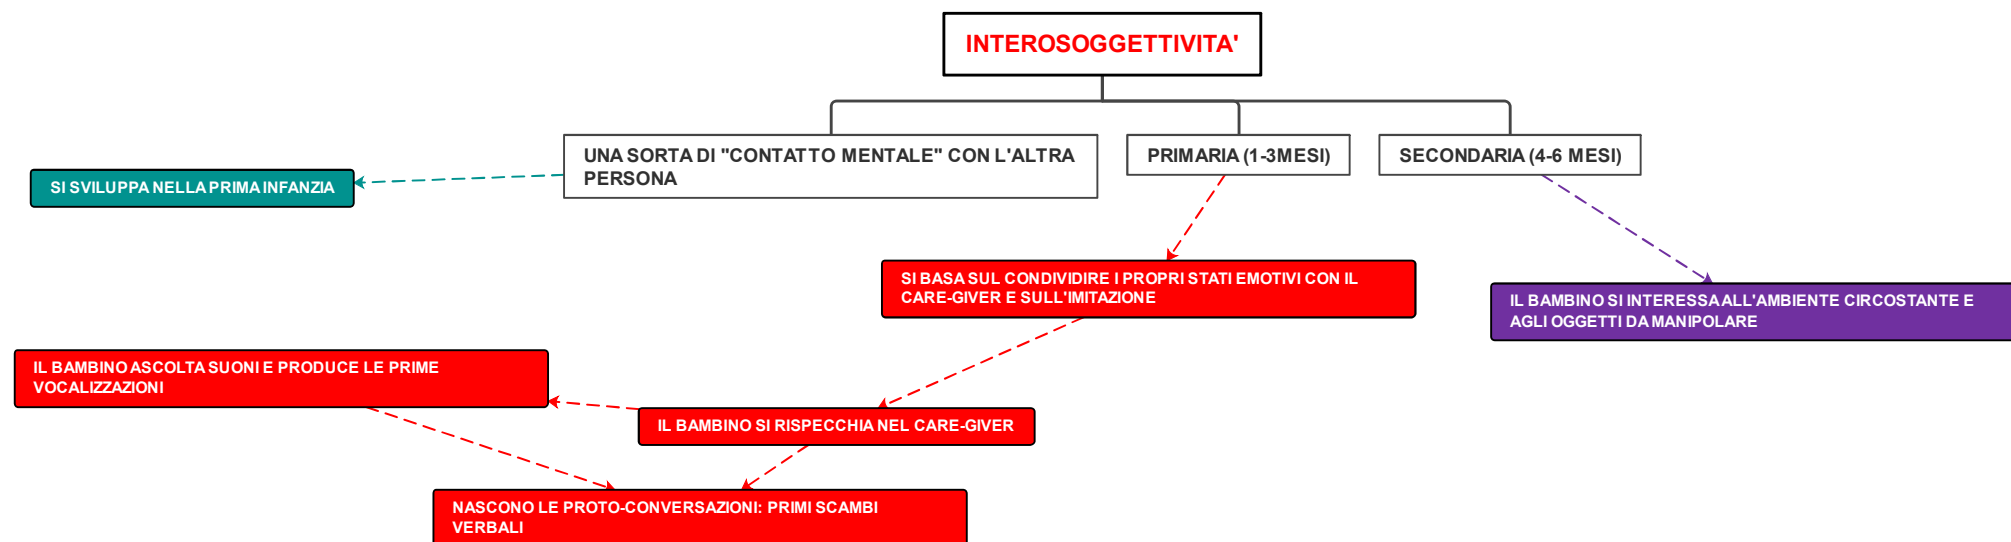 INTEROSOGGETTIVITA'
UNA SORTA DI "CONTATTO MENTALE" CON L'ALTRA
PERSONA
PRIMARIA (1-3MESI)
SECONDARIA (4-6 MESI)
SI SVILUPPA NELLA PRIMA INFANZIA
SI BASA SUL CONDIVIDIRE I PROPRI STATI EMOTIVI CON IL
CARE-GIVER E SULL'IMITAZIONE
IL BAMBINO SI INTERESSA ALL'AMBIENTE CIRCOSTANTE E
AGLI OGGETTI DA MANIPOLARE
IL BAMBINO ASCOLTA SUONI E PRODUCE LE PRIME
VOCALIZZAZIONI
IL BAMBINO SI RISPECCHIA NEL CARE-GIVER
NASCONO LE PROTO-CONVERSAZIONI: PRIMI SCAMBI
VERBALI